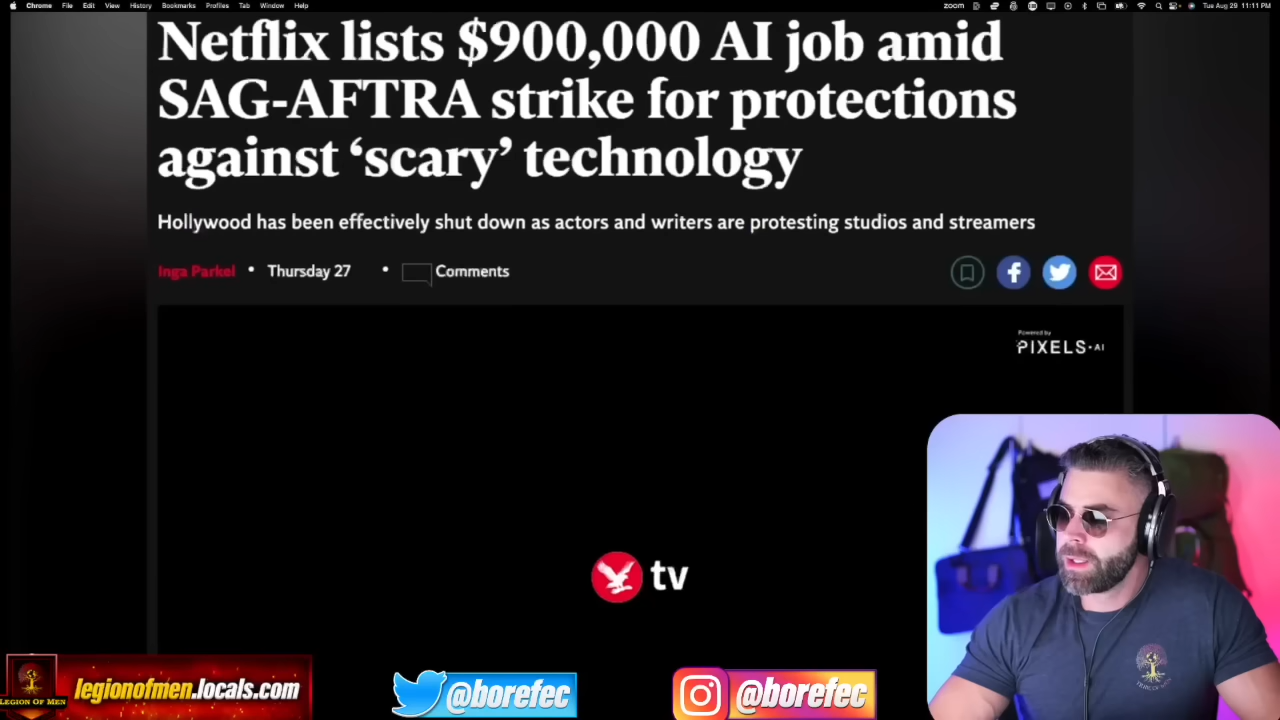 Chrome File Edit View History Bookmarks Profiles Tab Window Help
zoom Tue Aug 29 11:11 PM
Netflix lists $900,000 AI job amid
SAG-AFTRA strike for protections
against ‘scary’ technology
Hollywood has been effectively shut down as actors and writers are protesting studios and streamers
Inga Parkel • Thursday 27 • Comments
Powered by
PIXELS•AI
tv
LEGION OF MEN
legionofmen.locals.com
@borefec
@borefec